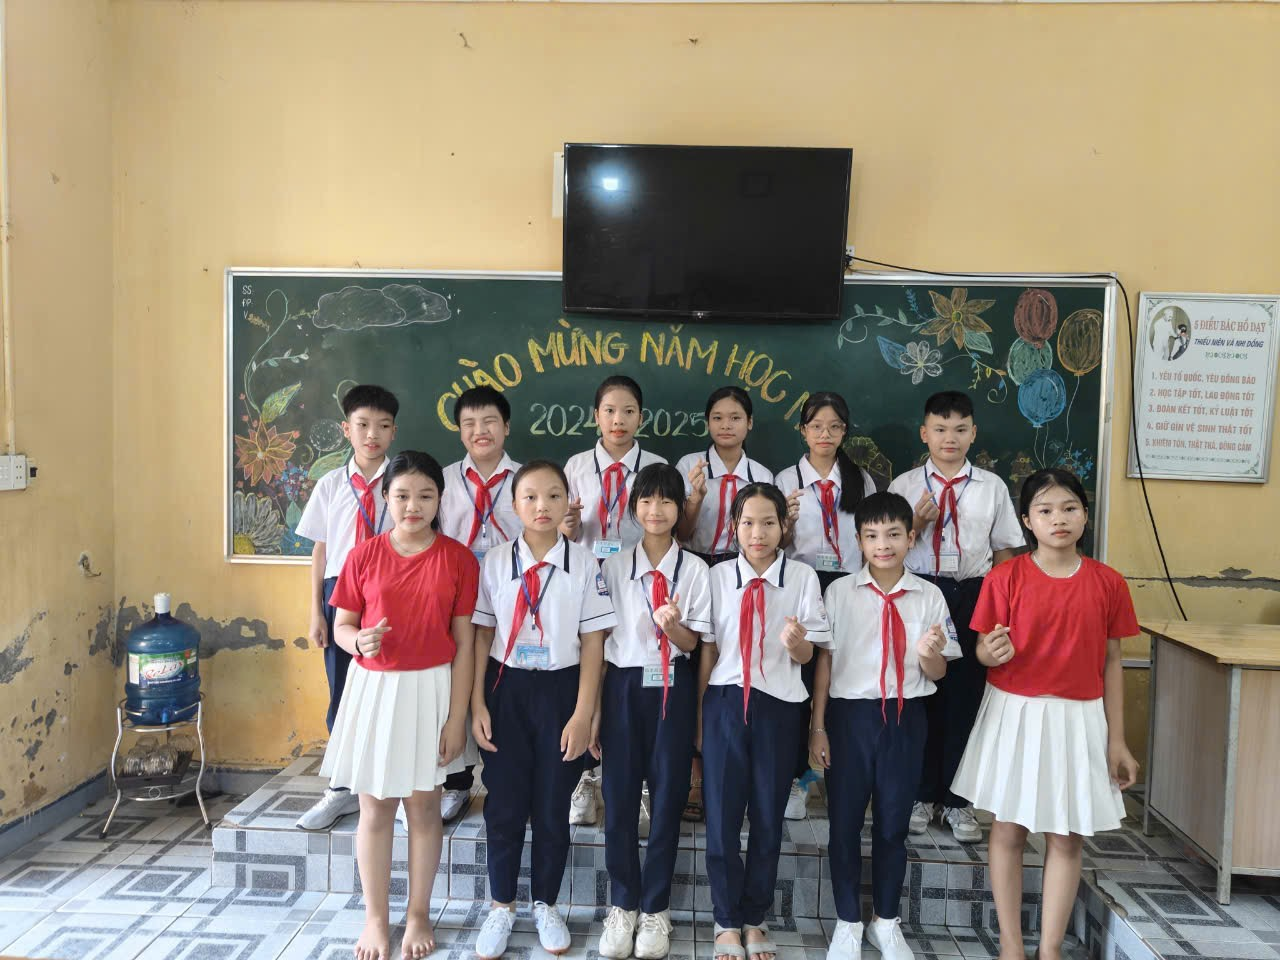 SS:
ĐP:
V:
CHÀO MỪNG NĂM HỌC M
2024 2025
5 ĐIỀU BÁC HỒ DẠY
THIẾU NIÊN VÀ NHI ĐỒNG
1. YÊU TỔ QUỐC, YÊU ĐỒNG BÀO
2. HỌC TẬP TỐT, LAO ĐỘNG TỐT
3. ĐOÀN KẾT TỐT, KỶ LUẬT TỐT
4. GIỮ GÌN VỆ SINH THẬT TỐT
5. KHIÊM TỐN, THẬT THÀ, DŨNG CẢM